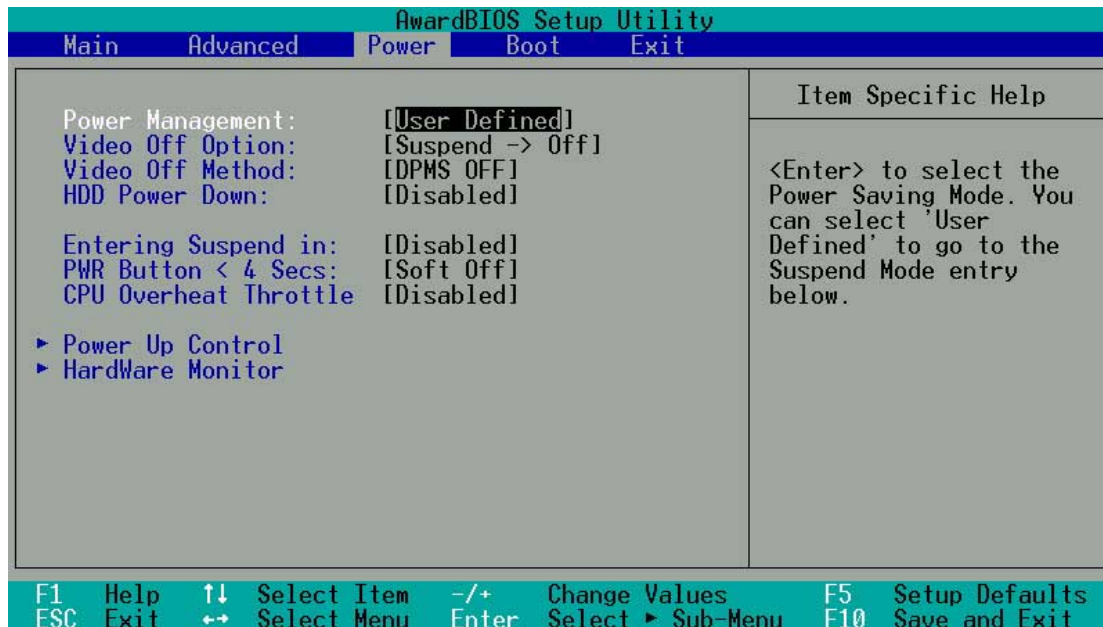 AwardBIOS Setup Utility
Main Advanced Power Boot Exit
Power Management: [User Defined]
Video Off Option: [Suspend -> Off]
Video Off Method: [DPMS OFF]
HDD Power Down: [Disabled]
Entering Suspend in: [Disabled]
PWR Button < 4 Secs: [Soft Off]
CPU Overheat Throttle [Disabled]
► Power Up Control
► HardWare Monitor
Item Specific Help
<Enter> to select the
Power Saving Mode. You
can select 'User
Defined' to go to the
Suspend Mode entry
below.
F1 Help ↑↓ Select Item -/+ Change Values F5 Setup Defaults
ESC Exit ←→ Select Menu Enter Select ► Sub-Menu F10 Save and Exit